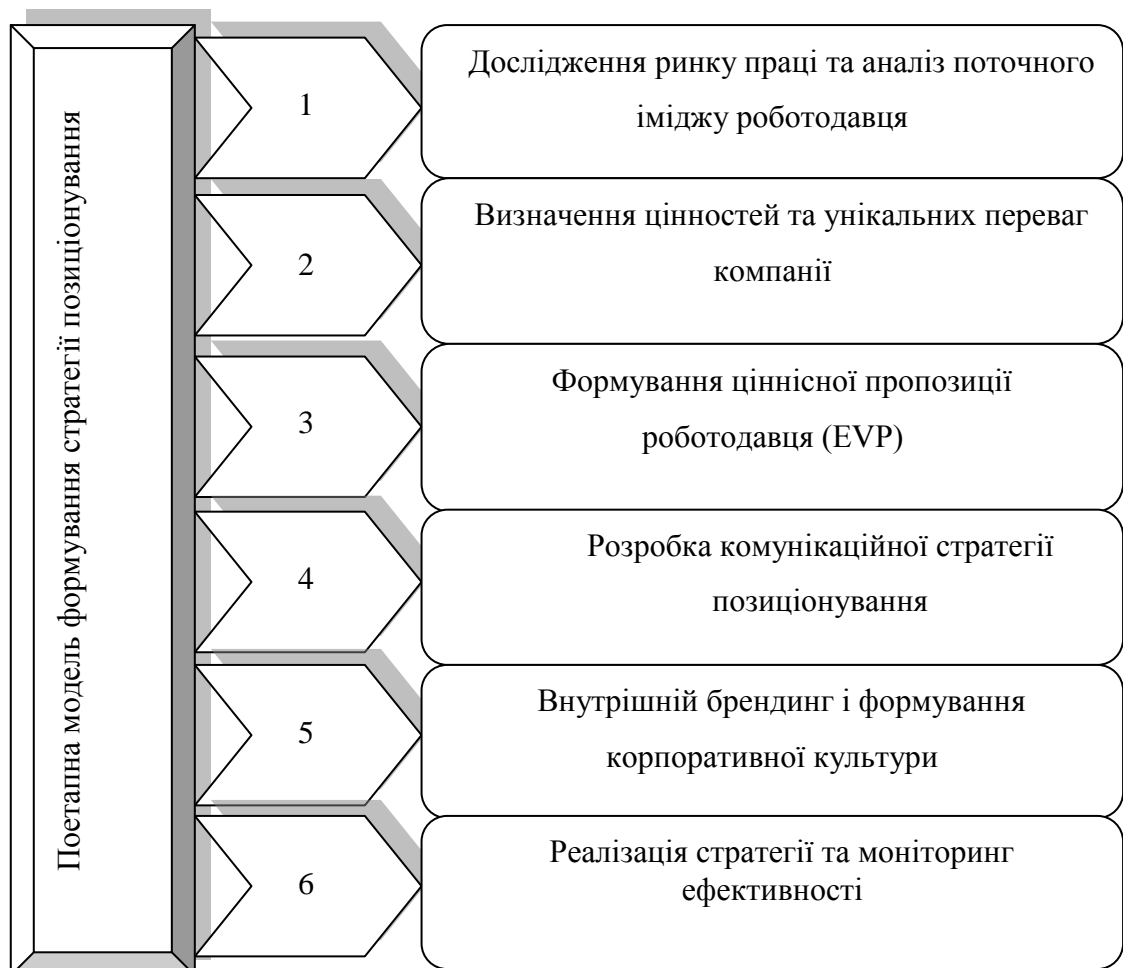 Поетапна модель формування стратегії позиціонування
1
Дослідження ринку праці та аналіз поточного
іміджу роботодавця
2
Визначення цінностей та унікальних переваг
компанії
3
Формування ціннісної пропозиції
роботодавця (EVP)
4
Розробка комунікаційної стратегії
позиціонування
5
Внутрішній брендинг і формування
корпоративної культури
6
Реалізація стратегії та моніторинг
ефективності